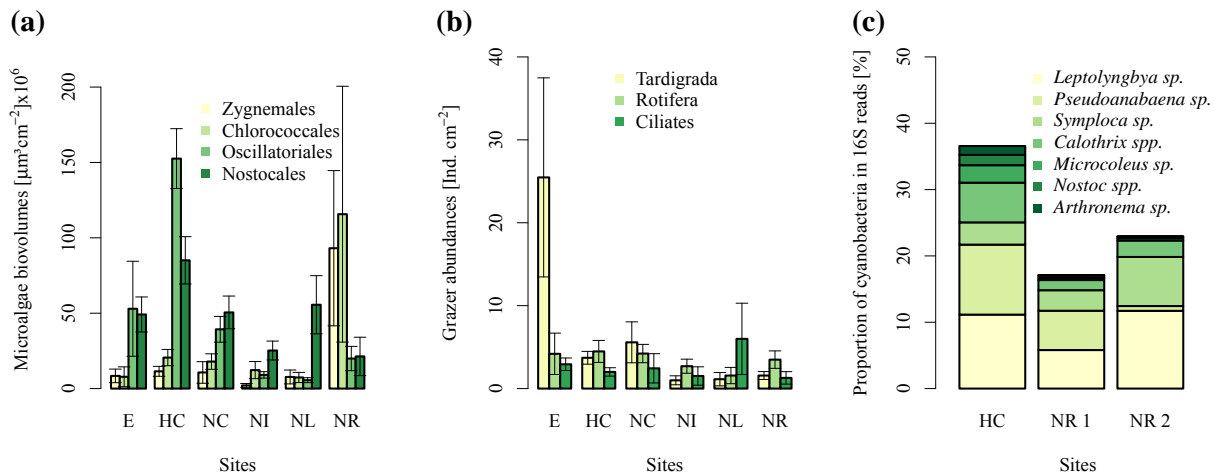 (a)
Microalgae biovolumes [µm³cm⁻²]x10⁶
0
50
100
150
200
Zygnemales
Chlorococcales
Oscillatoriales
Nostocales
E HC NC NI NL NR
Sites
(b)
Grazer abundances [Ind. cm⁻²]
0
10
20
30
40
Tardigrada
Rotifera
Ciliates
E HC NC NI NL NR
Sites
(c)
Proportion of cyanobacteria in 16S reads [%]
0
10
20
30
40
50
Leptolyngbya sp.
Pseudoanabaena sp.
Symploca sp.
Calothrix spp.
Microcoleus sp.
Nostoc spp.
Arthronema sp.
HC NR 1 NR 2
Sites